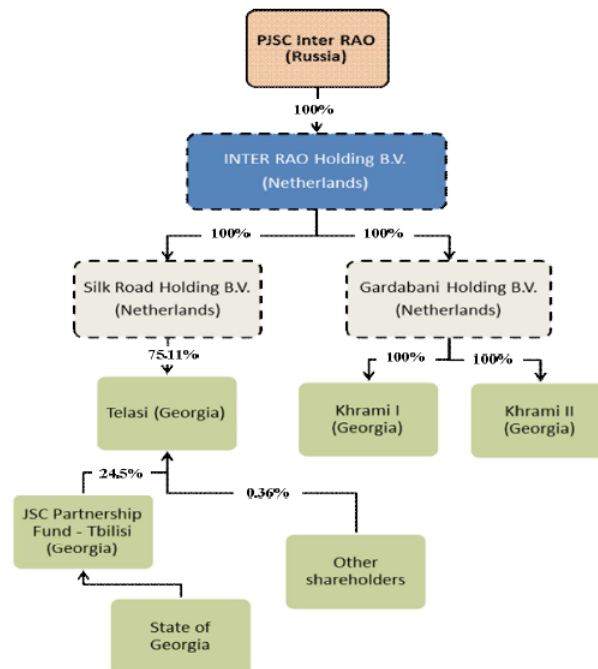 PJSC Inter RAO
(Russia)
100%
INTER RAO Holding B.V.
(Netherlands)
100%
100%
Silk Road Holding B.V.
(Netherlands)
Gardabani Holding B.V.
(Netherlands)
75.11%
100%
100%
Telasi (Georgia)
Khrami I
(Georgia)
Khrami II
(Georgia)
24.5%
0.36%
JSC Partnership
Fund - Tbilisi
(Georgia)
Other
shareholders
State of
Georgia